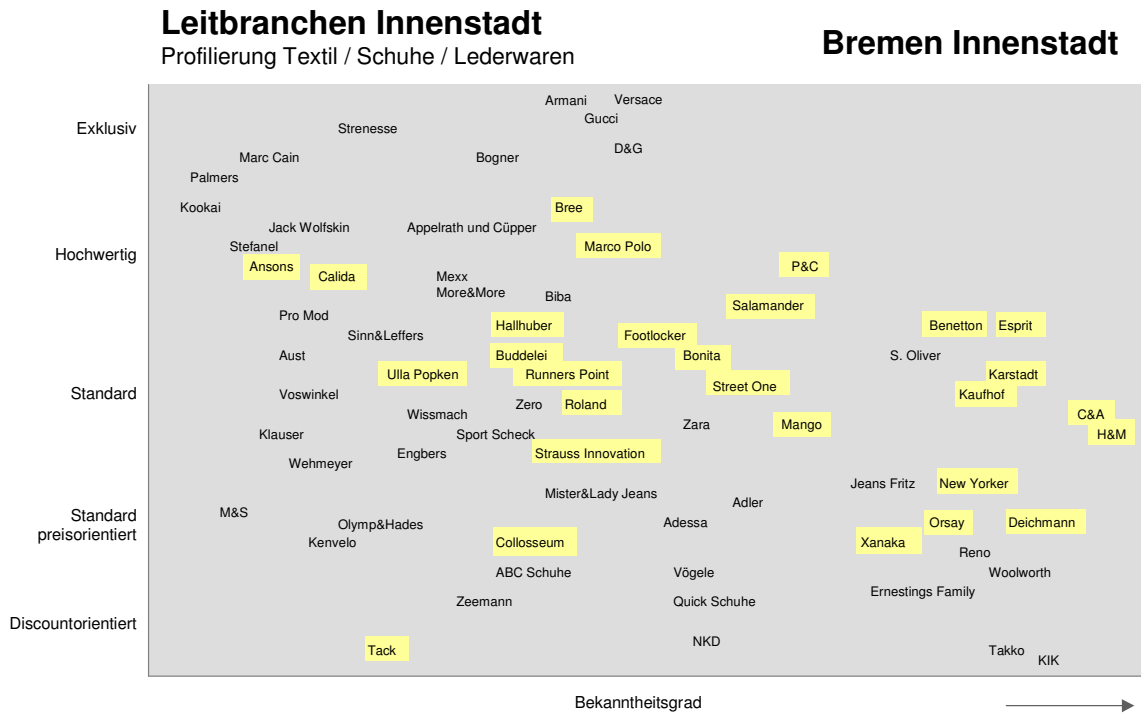 Leitbranchen Innenstadt
Profilierung Textil / Schuhe / Lederwaren
Bremen Innenstadt
Armani
Versace
Gucci
Exklusiv
Strenesse
D&G
Marc Cain
Bogner
Palmers
Kookai
Bree
Jack Wolfskin
Appelrath und Cüpper
Stefanel
Marco Polo
Hochwertig
Ansons
P&C
Calida
Mexx
More&More
Biba
Salamander
Pro Mod
Hallhuber
Benetton
Esprit
Sinn&Leffers
Footlocker
Aust
Buddelei
Bonita
S. Oliver
Ulla Popken
Runners Point
Karstadt
Street One
Standard
Voswinkel
Kaufhof
Zero
Roland
Wissmach
C&A
Zara
Mango
Klauser
Sport Scheck
H&M
Engbers
Strauss Innovation
Wehmeyer
Jeans Fritz
New Yorker
Mister&Lady Jeans
Adler
M&S
Standard
preisorientiert
Olymp&Hades
Adessa
Orsay
Deichmann
Kenvelo
Collosseum
Xanaka
Reno
ABC Schuhe
Vögele
Woolworth
Ernestings Family
Zeemann
Quick Schuhe
Discountorientiert
NKD
Tack
Takko
KIK
Bekanntheitsgrad